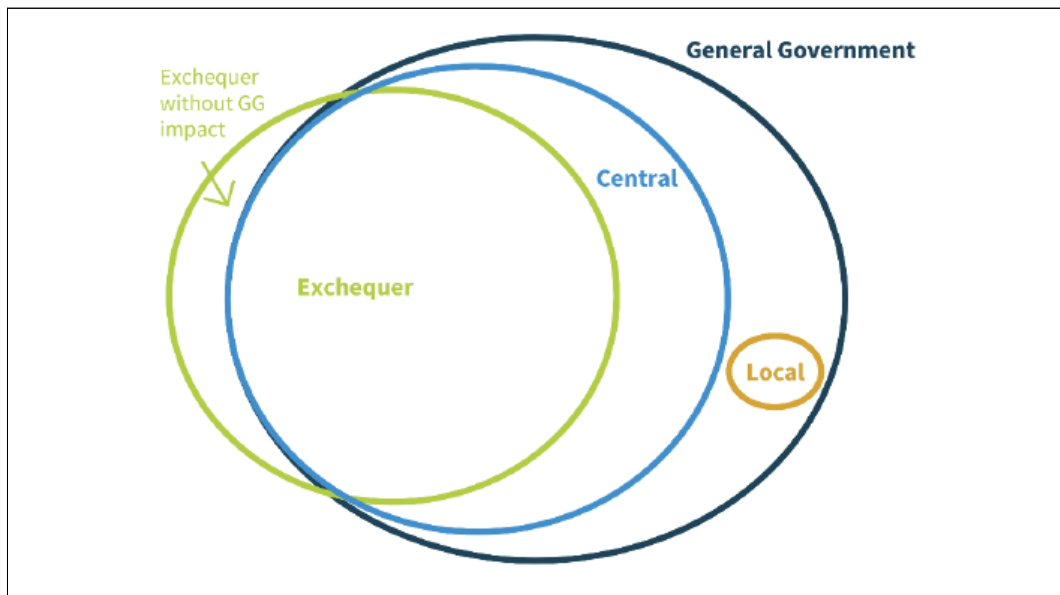 General Government
Exchequer
without GG
impact
Central
Exchequer
Local